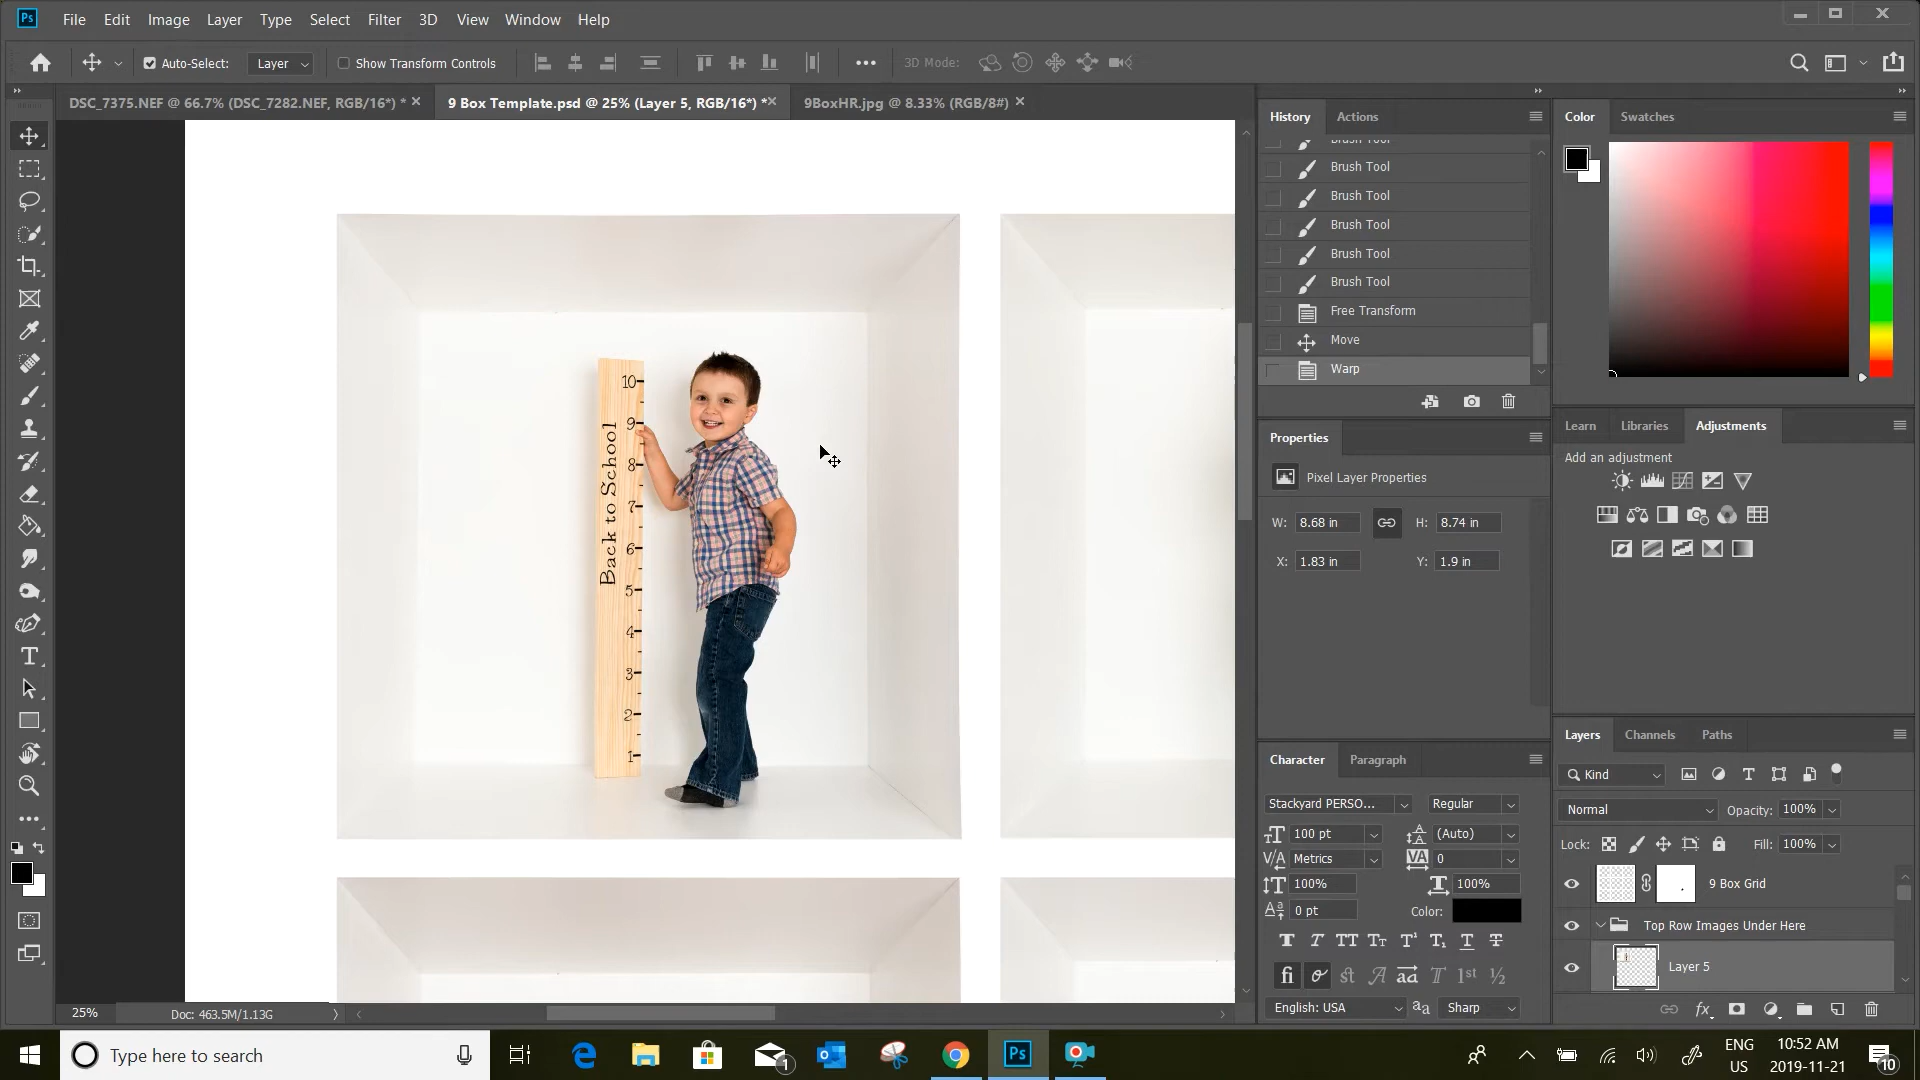 Ps File Edit Image Layer Type Select Filter 3D View Window Help
Auto-Select: Layer Show Transform Controls 3D Mode:
DSC_7375.NEF @ 66.7% (DSC_7282.NEF, RGB/16*) * × 9 Box Template.psd @ 25% (Layer 5, RGB/16*) * × 9BoxHR.jpg @ 8.33% (RGB/8#) ×
History Actions
Brush Tool
Brush Tool
Brush Tool
Brush Tool
Brush Tool
Brush Tool
Free Transform
Move
Warp
Color Swatches
Learn Libraries Adjustments
Add an adjustment
Properties
Pixel Layer Properties
W: 8.68 in H: 8.74 in
X: 1.83 in Y: 1.9 in
Character Paragraph
Stackyard PERSO... Regular
100 pt (Auto)
Metrics 0
100% 100%
0 pt Color:
English: USA aa Sharp
Layers Channels Paths
Kind
Normal Opacity: 100%
Lock: Fill: 100%
9 Box Grid
Top Row Images Under Here
Layer 5
Back to School
10
9
8
7
6
5
4
3
2
1
25% Doc: 463.5M/1.13G
Type here to search
1
Ps
ENG
US
10:52 AM
2019-11-21
10